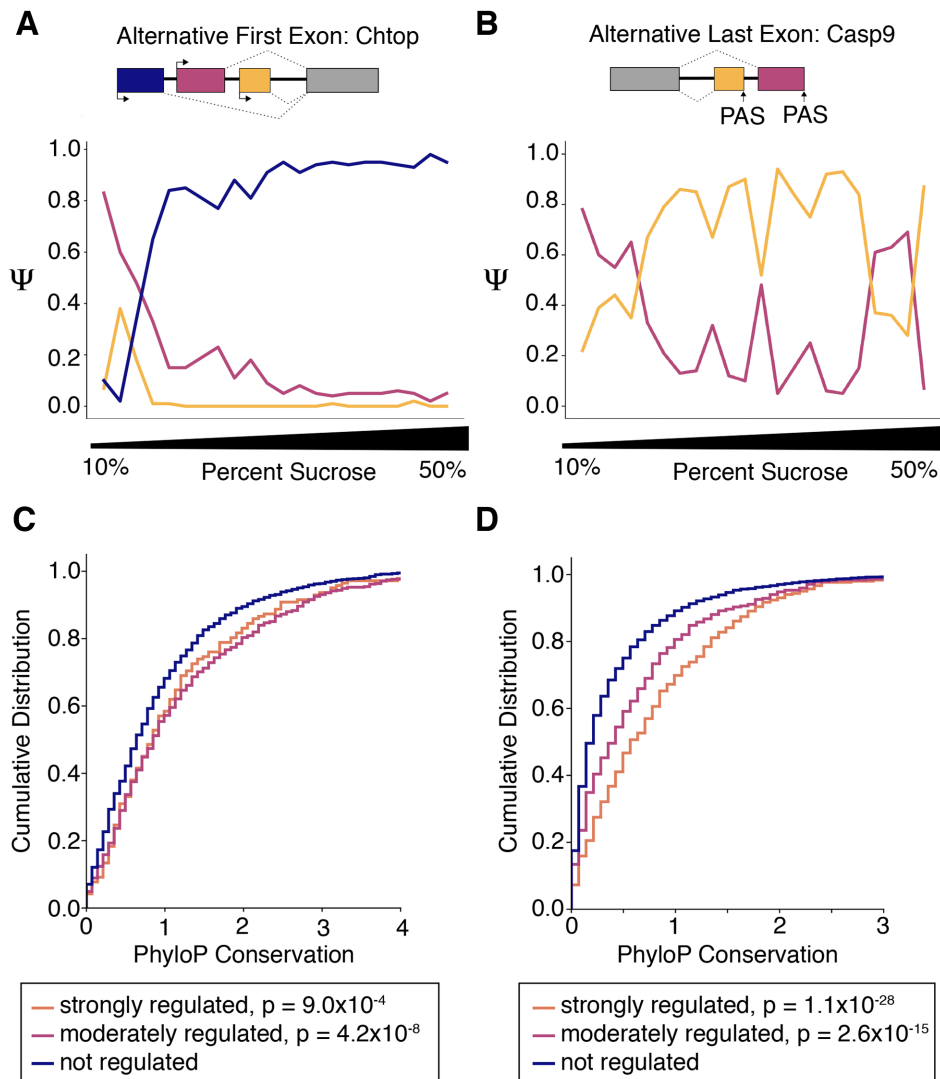 A
Alternative First Exon: Chtop
1.0
0.8
0.6
Ψ
0.4
0.2
0.0
10%
Percent Sucrose
50%
B
Alternative Last Exon: Casp9
PAS PAS
1.0
0.8
0.6
Ψ
0.4
0.2
0.0
10%
Percent Sucrose
50%
C
1.0
0.8
0.6
0.4
0.2
0.0
Cumulative Distribution
0 1 2 3 4
PhyloP Conservation
strongly regulated, p = 9.0x10⁻⁴
moderately regulated, p = 4.2x10⁻⁸
not regulated
D
1.0
0.8
0.6
0.4
0.2
0.0
Cumulative Distribution
0 1 2 3
PhyloP Conservation
strongly regulated, p = 1.1x10⁻²⁸
moderately regulated, p = 2.6x10⁻¹⁵
not regulated